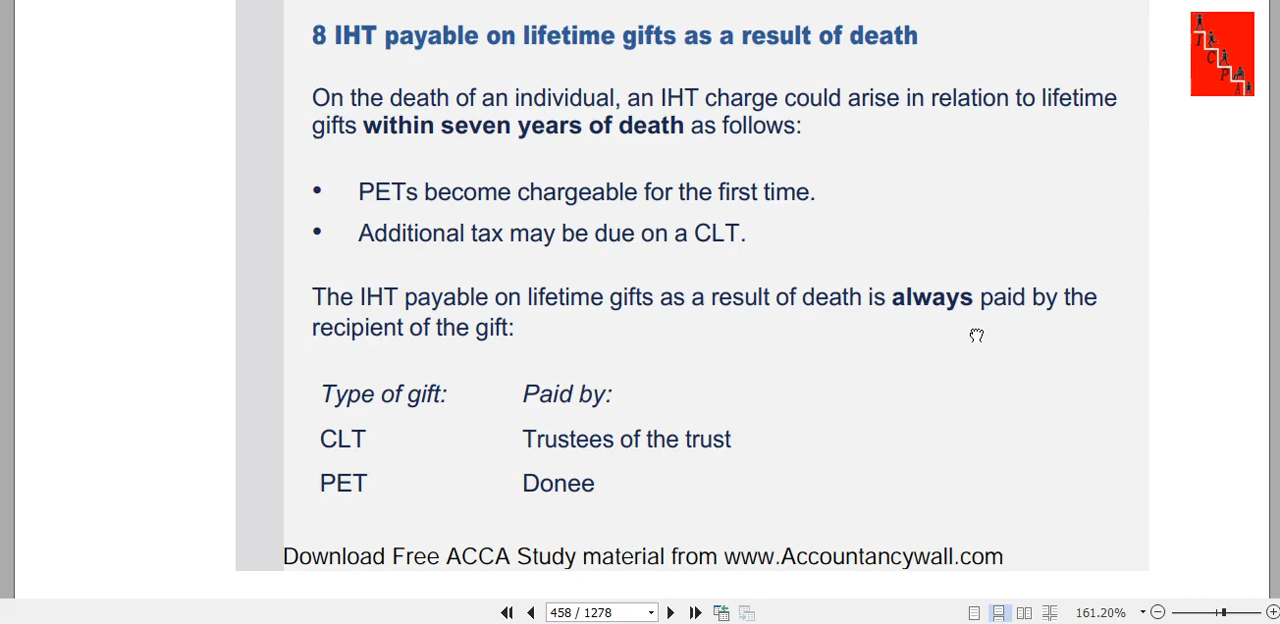 8 IHT payable on lifetime gifts as a result of death
On the death of an individual, an IHT charge could arise in relation to lifetime
gifts within seven years of death as follows:
• PETs become chargeable for the first time.
• Additional tax may be due on a CLT.
The IHT payable on lifetime gifts as a result of death is always paid by the
recipient of the gift:
Type of gift: Paid by:
CLT Trustees of the trust
PET Donee
Download Free ACCA Study material from www.Accountancywall.com
I
C
P
A
458 / 1278
161.20%